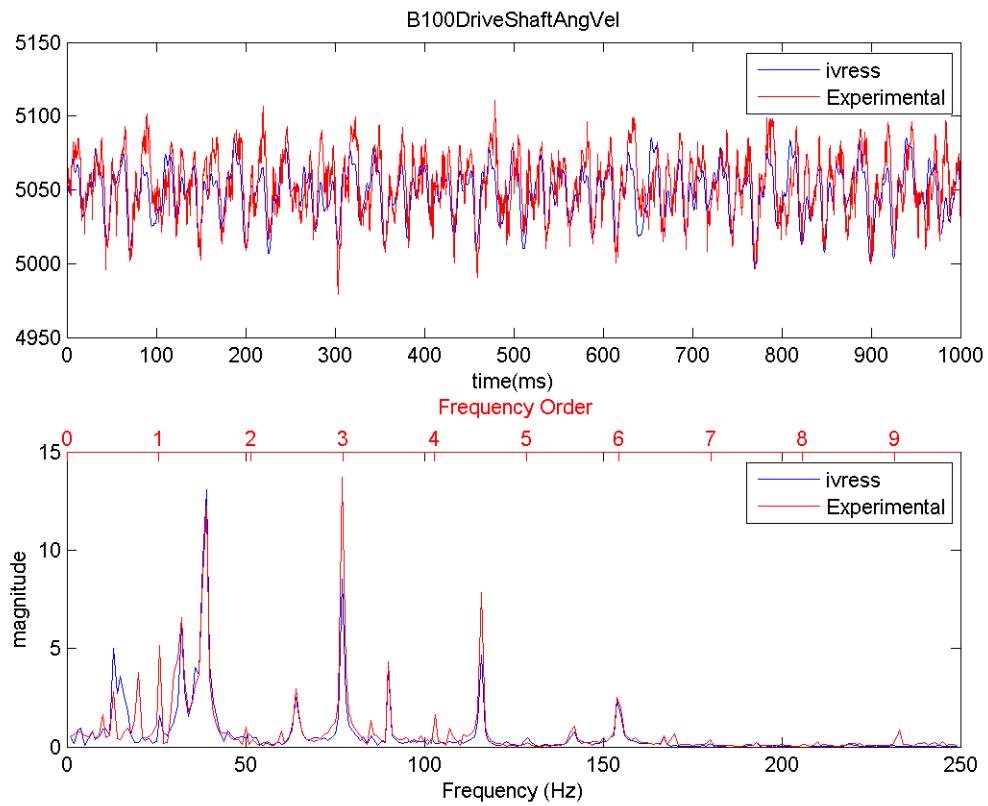 B100DriveShaftAngVel
5150
5100
5050
5000
4950
ivress
Experimental
0 100 200 300 400 500 600 700 800 900 1000
time(ms)
Frequency Order
0 1 2 3 4 5 6 7 8 9
15
10
5
0
magnitude
ivress
Experimental
0 50 100 150 200 250
Frequency (Hz)